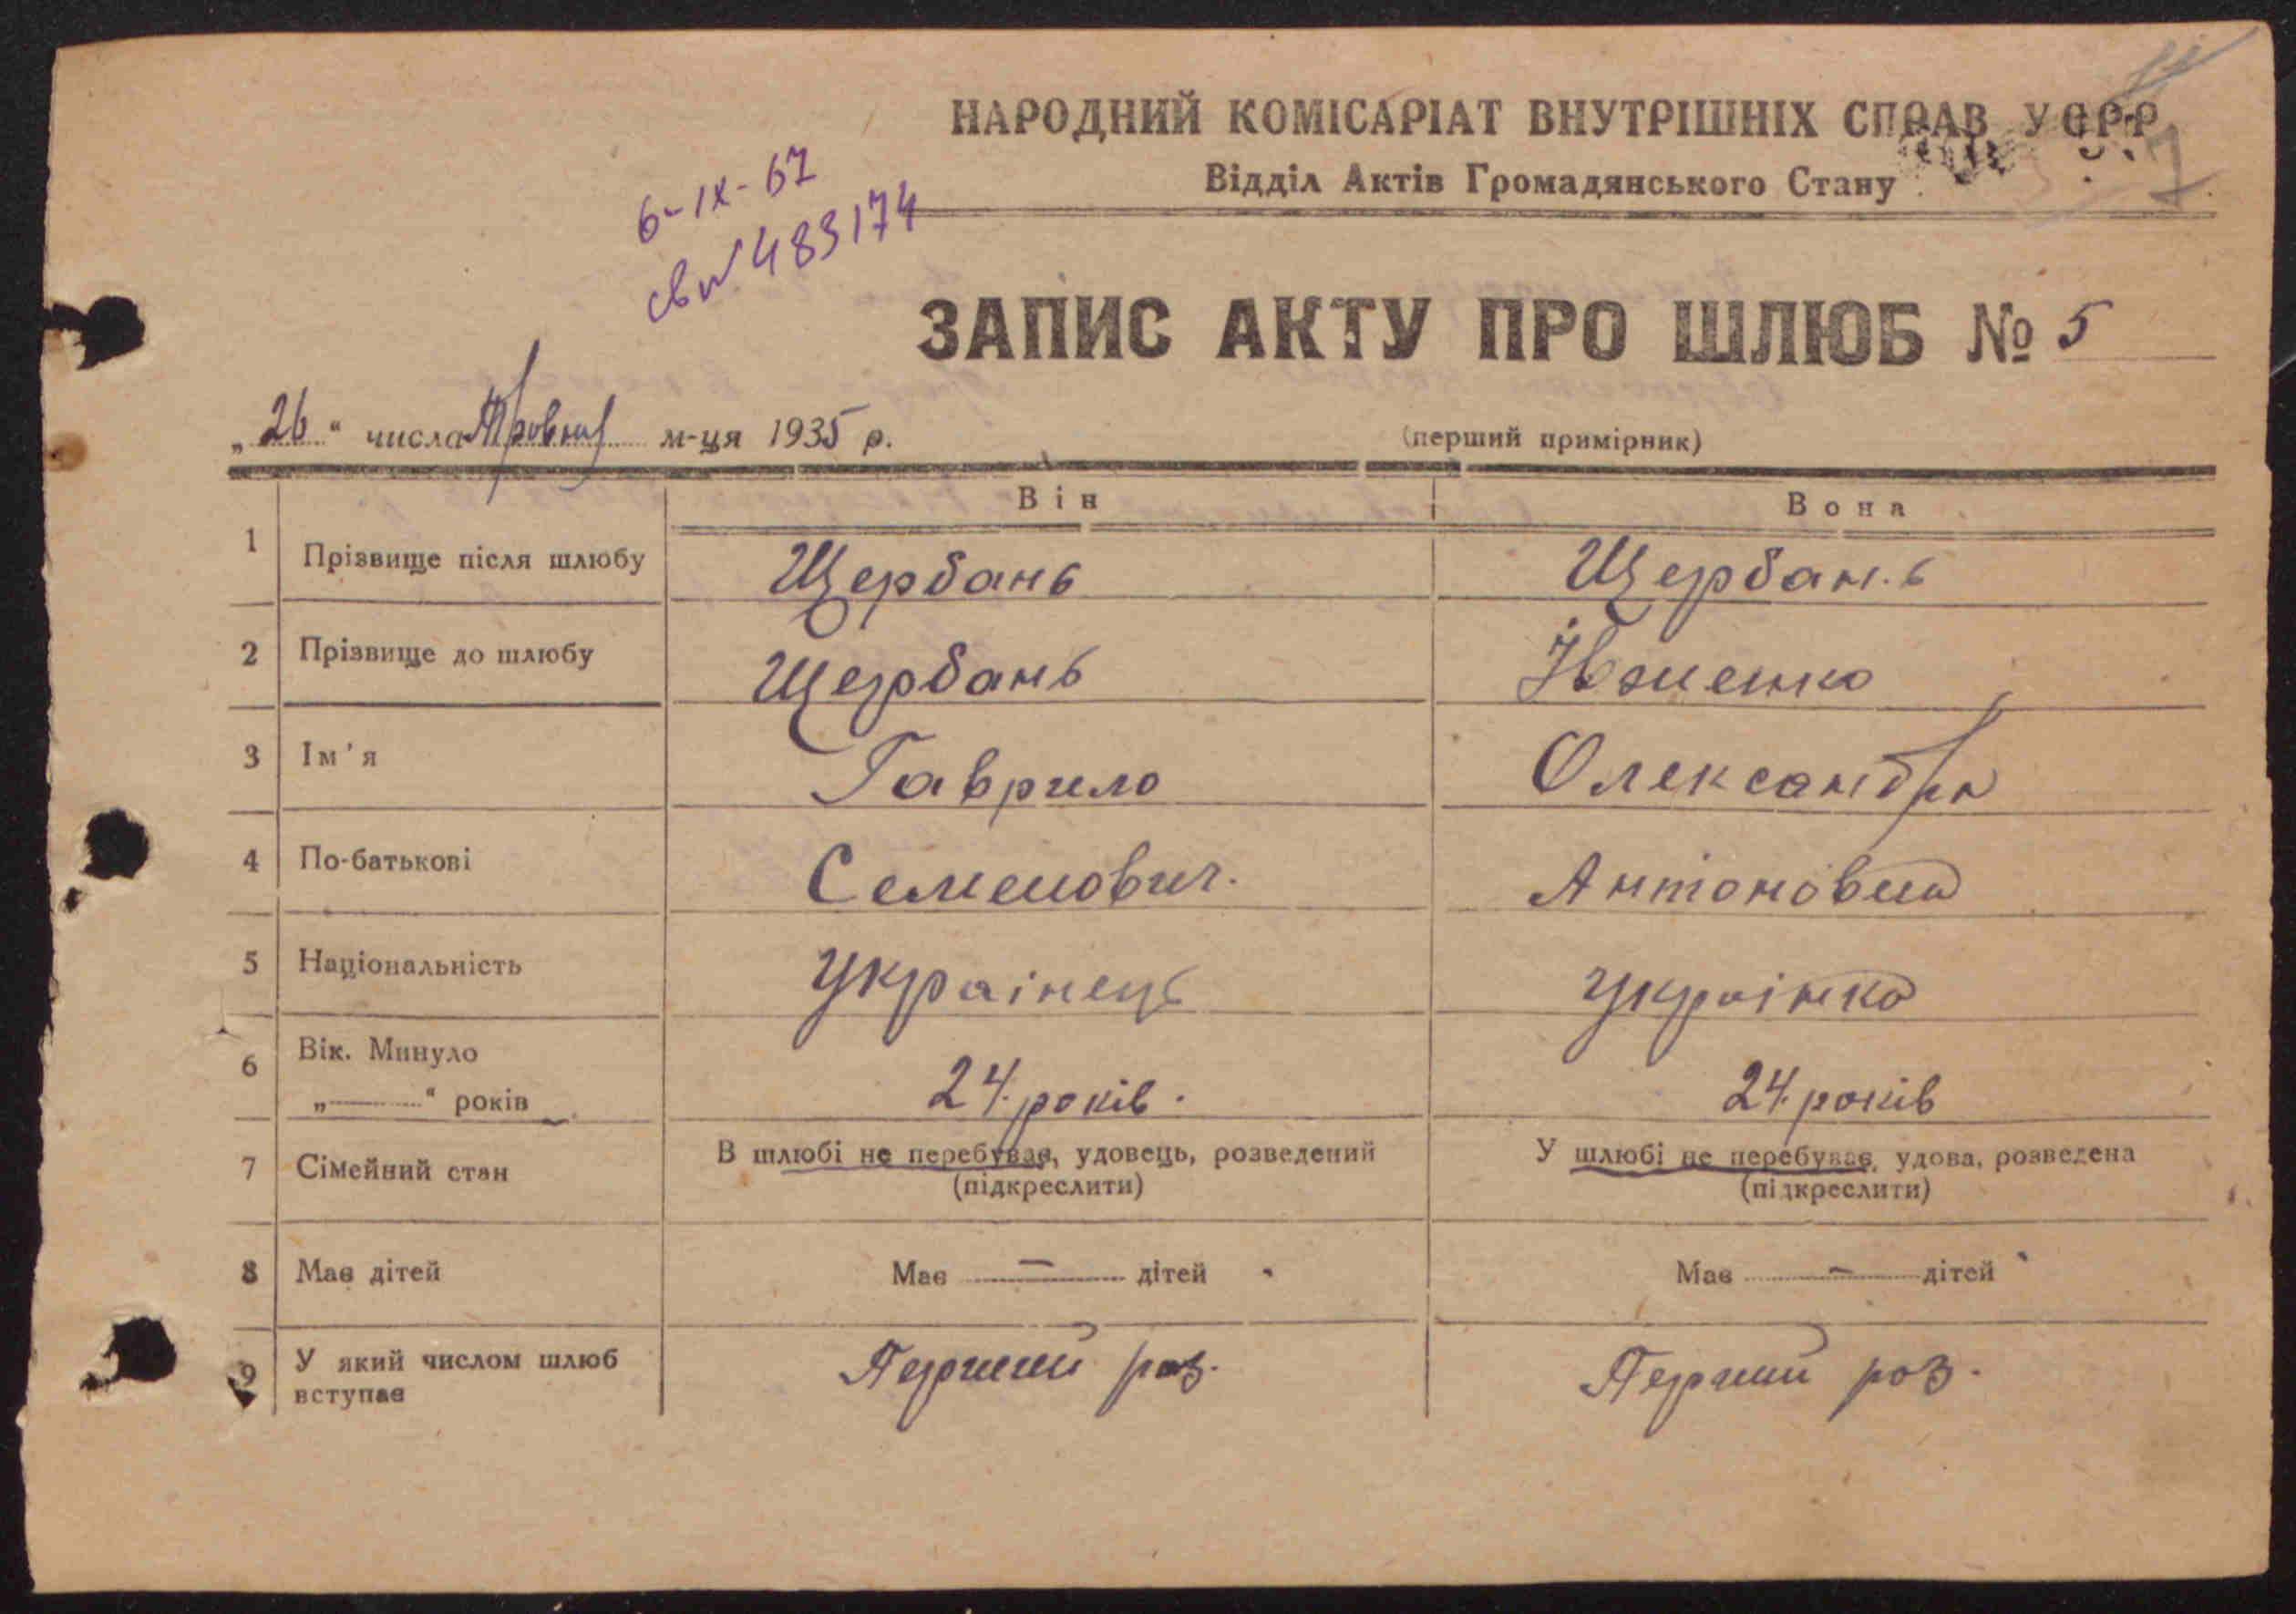 НАРОДНИЙ КОМІСАРІАТ ВНУТРІШНІХ СПРАВ УСРР
Відділ Актів Громадянського Стану
6-IX-67
сви 483174
ЗАПИС АКТУ ПРО ШЛЮБ № 5
„26“ числа м-ця 1935 р.
(перший примірник)
Він Вона
1 Прізвище після шлюбу Щербань Щербань
2 Прізвище до шлюбу Щербань
3 Ім'я Гаврило Олександра
4 По-батькові Семенович. Антоновна
5 Національність Українець Українка
6 Вік. Минуло
„ “ років 24 років. 24 років
7 Сімейний стан В шлюбі не перебуває, удовець, розведений У шлюбі не перебуває, удова, розведена
(підкреслити) (підкреслити)
8 Має дітей Має — дітей Має — дітей
9 У який числом шлюб
вступає Перший раз. Перший раз.